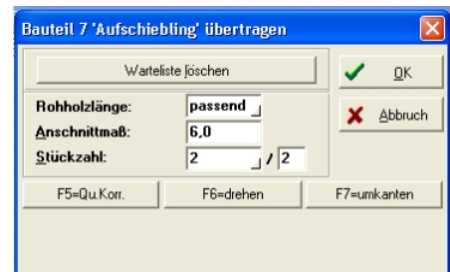 Bauteil 7 'Aufschiebling' übertragen
Warteliste löschen
OK
Rohholzlänge: passend
Abbruch
Anschnittmaß: 6,0
Stückzahl: 2 / 2
F5=Qu.Korr. F6=drehen F7=umkanten